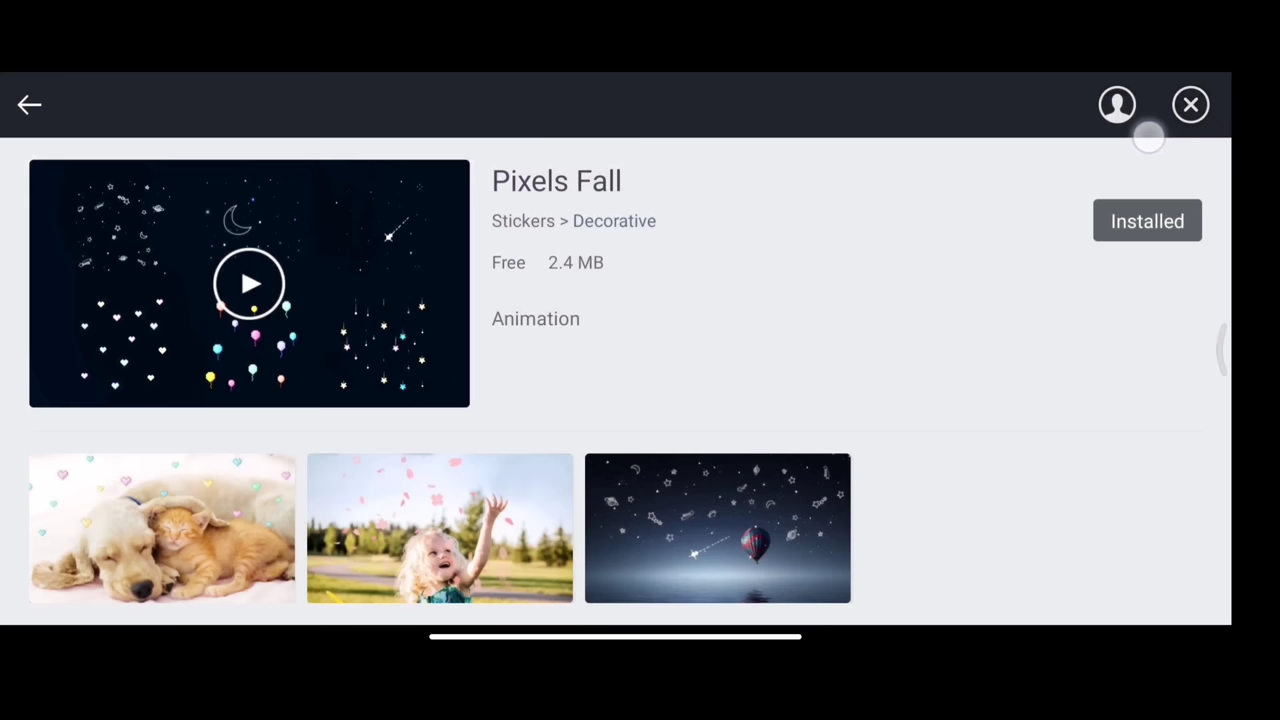 Pixels Fall
Stickers > Decorative
Installed
Free 2.4 MB
Animation